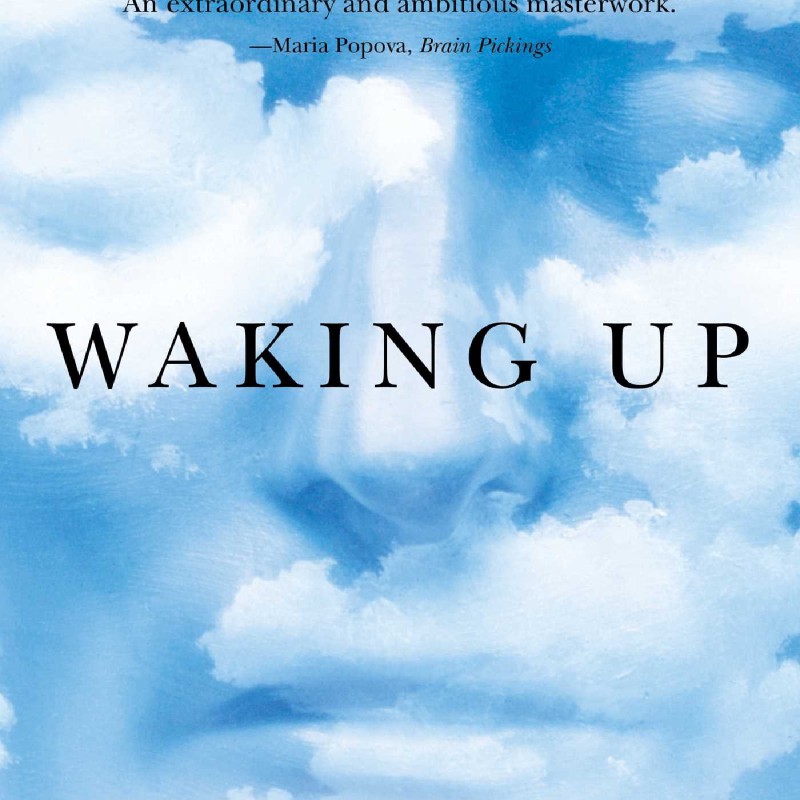 An extraordinary and ambitious masterwork.
—Maria Popova, Brain Pickings
WAKING UP